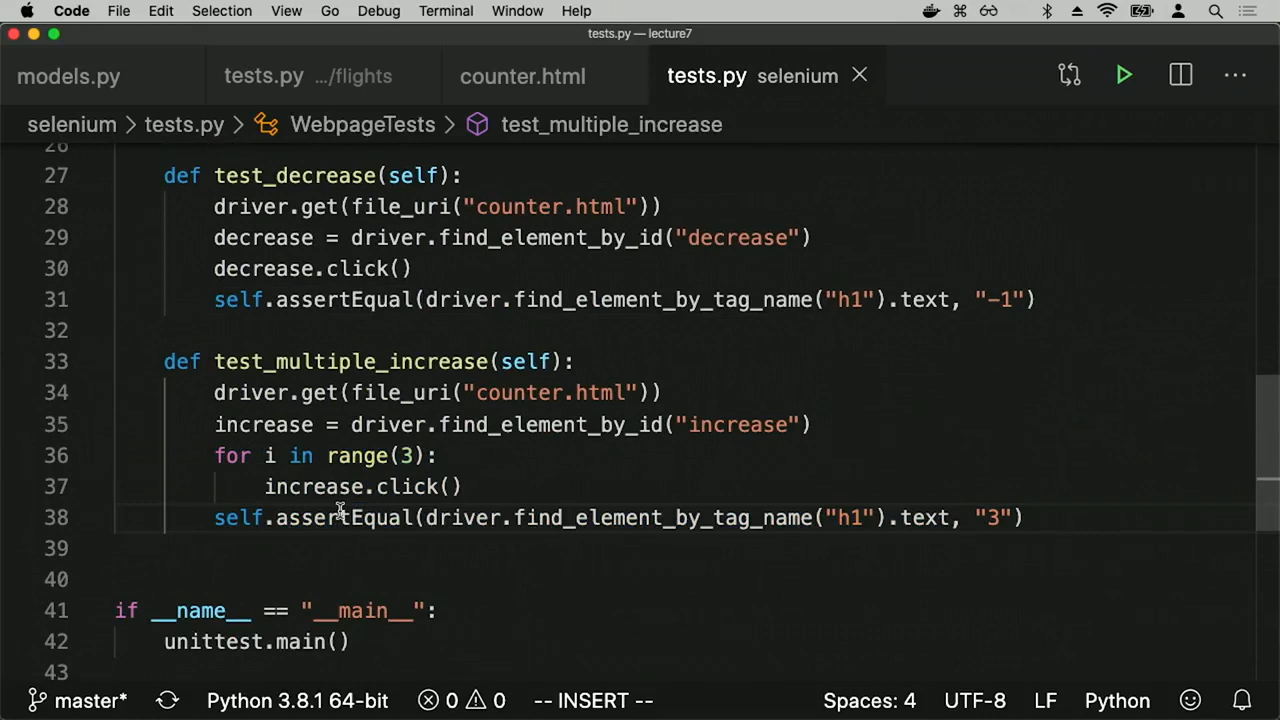 Code File Edit Selection View Go Debug Terminal Window Help
tests.py — lecture7
models.py tests.py .../flights counter.html tests.py selenium
selenium > tests.py > WebpageTests > test_multiple_increase
26
27 def test_decrease(self):
28 driver.get(file_uri("counter.html"))
29 decrease = driver.find_element_by_id("decrease")
30 decrease.click()
31 self.assertEqual(driver.find_element_by_tag_name("h1").text, "-1")
32
33 def test_multiple_increase(self):
34 driver.get(file_uri("counter.html"))
35 increase = driver.find_element_by_id("increase")
36 for i in range(3):
37 increase.click()
38 self.assertEqual(driver.find_element_by_tag_name("h1").text, "3")
39
40
41 if __name__ == "__main__":
42 unittest.main()
43
master* Python 3.8.1 64-bit 0 0 -- INSERT -- Spaces: 4 UTF-8 LF Python